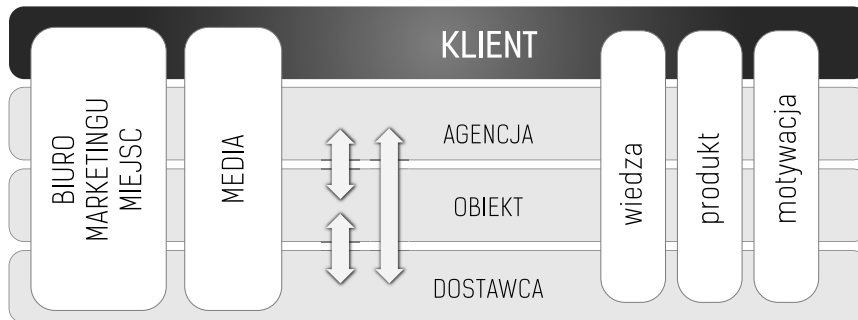 KLIENT
BIURO
MARKETINGU
MIEJSC
MEDIA
AGENCJA
OBIEKT
DOSTAWCA
wiedza
produkt
motywacja